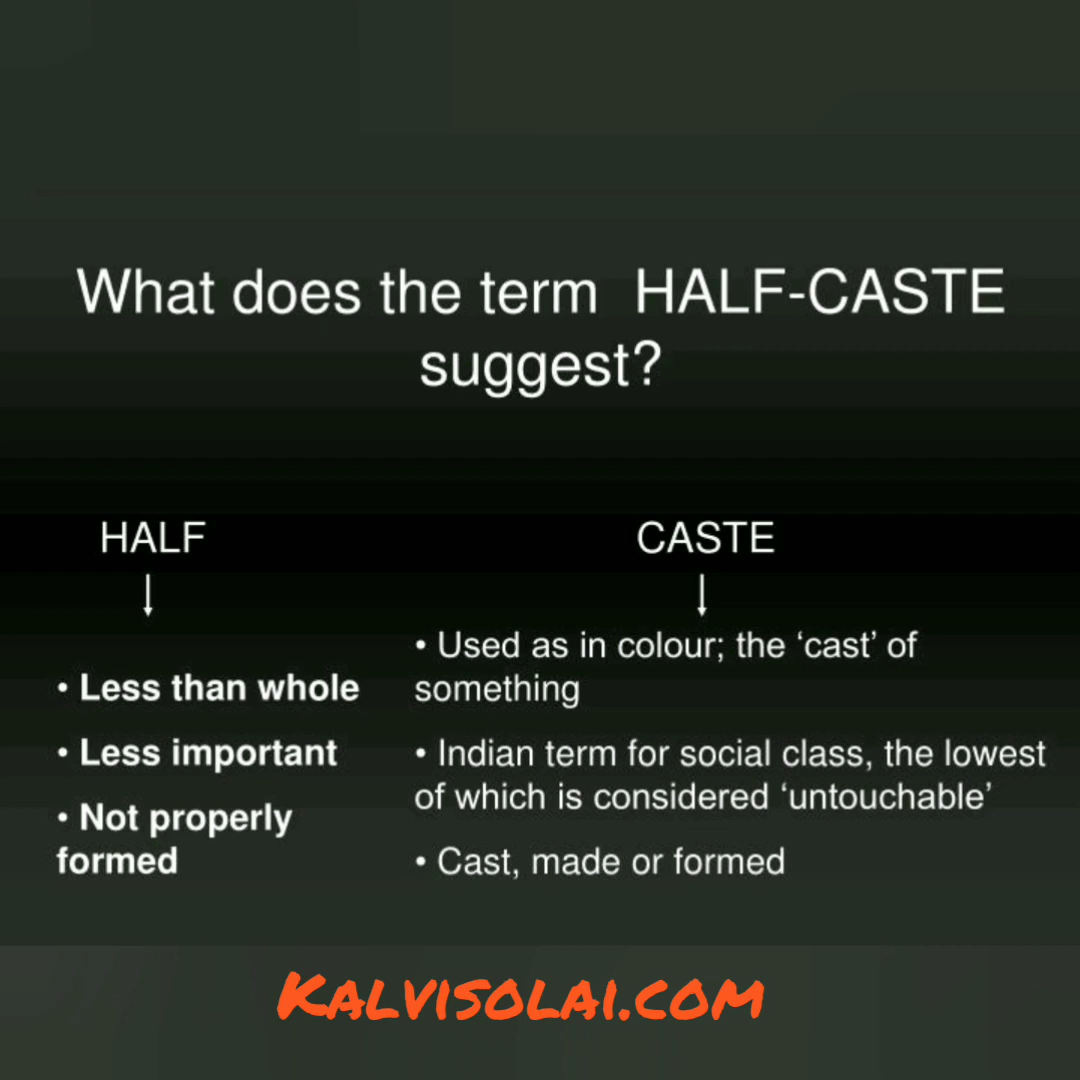 What does the term HALF-CASTE
suggest?
HALF
• Less than whole
• Less important
• Not properly
formed
CASTE
• Used as in colour; the ‘cast’ of
something
• Indian term for social class, the lowest
of which is considered ‘untouchable’
• Cast, made or formed
Kalvisolai.com